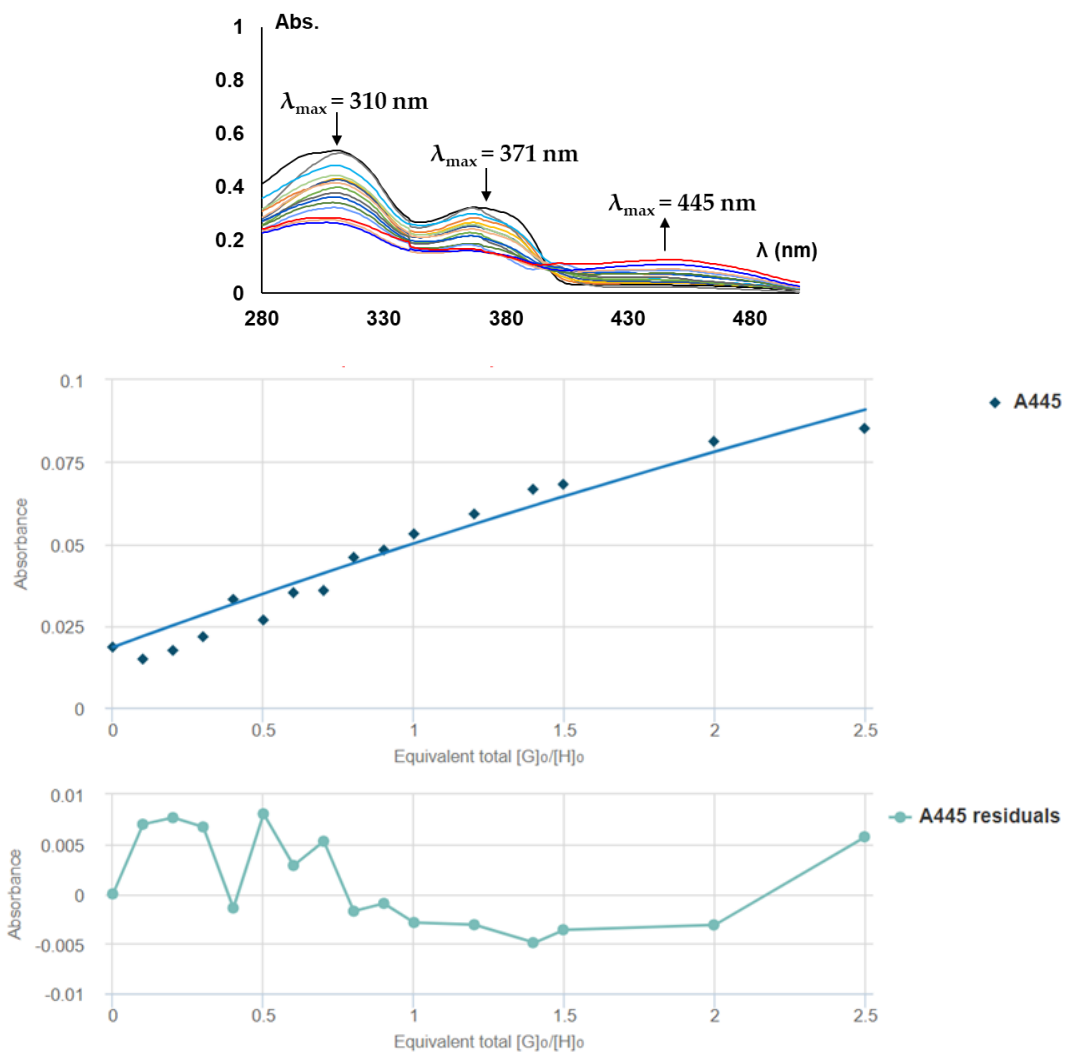 1
Abs.
0.8
λmax = 310 nm
0.6
λmax = 371 nm
0.4
λmax = 445 nm
0.2
λ (nm)
0
280 330 380 430 480
0.1
A445
0.075
Absorbance
0.05
0.025
0
0 0.5 1 1.5 2 2.5
Equivalent total [G]₀/[H]₀
0.01
A445 residuals
0.005
Absorbance
0
-0.005
-0.01
0 0.5 1 1.5 2 2.5
Equivalent total [G]₀/[H]₀